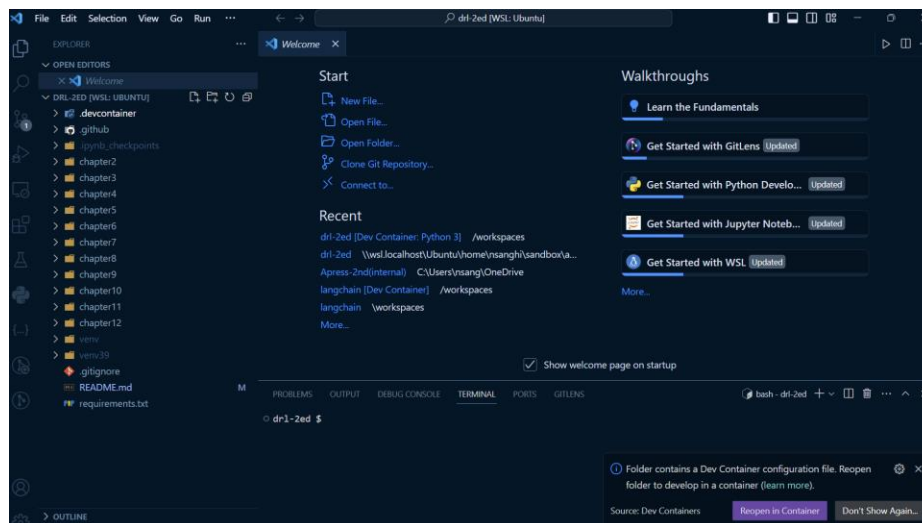 File Edit Selection View Go Run ··· drl-2ed [WSL: Ubuntu]
EXPLORER ···
OPEN EDITORS
Welcome
DRL-2ED [WSL: UBUNTU]
.devcontainer
.github
.ipynb_checkpoints
chapter2
chapter3
chapter4
chapter5
chapter6
chapter7
chapter8
chapter9
chapter10
chapter11
chapter12
venv
venv39
.gitignore
README.md M
requirements.txt
OUTLINE
1
Welcome
Start
New File...
Open File...
Open Folder...
Clone Git Repository...
Connect to...
Recent
drl-2ed [Dev Container: Python 3] /workspaces
drl-2ed \\wsl.localhost\Ubuntu\home\nsanghi\sandbox\a...
Apress-2nd(internal) C:\Users\nsang\OneDrive
langchain [Dev Container] /workspaces
langchain \workspaces
More...
Walkthroughs
Learn the Fundamentals
Get Started with GitLens Updated
Get Started with Python Develo... Updated
Get Started with Jupyter Noteb... Updated
Get Started with WSL Updated
More...
Show welcome page on startup
PROBLEMS OUTPUT DEBUG CONSOLE TERMINAL PORTS GITLENS bash - drl-2ed
drl-2ed $
Folder contains a Dev Container configuration file. Reopen
folder to develop in a container (learn more).
Source: Dev Containers Reopen in Container Don't Show Again...